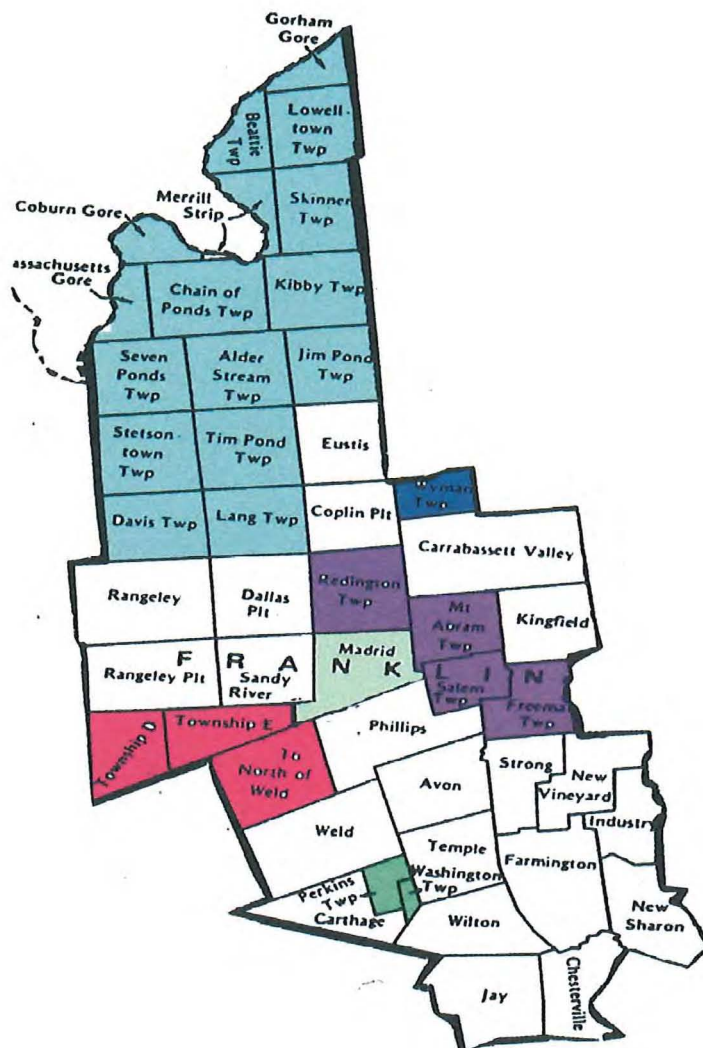 Gorham
Gore
Lowell-
town
Twp
Beattie
Twp
Merrill
Strip
Skinner
Twp
Coburn Gore
assachusetts
Gore
Chain of
Ponds Twp
Kibby Twp
Seven
Ponds
Twp
Alder
Stream
Twp
Jim Pond
Twp
Stetson-
town
Twp
Tim Pond
Twp
Eustis
Davis Twp
Lang Twp
Coplin Plt
Wyman
Twp
Carrabassett Valley
Rangeley
Dallas
Plt
Redington
Twp
Mt
Abram
Twp
Kingfield
FRANKLIN
Rangeley Plt
Sandy
River
Madrid
Salem
Twp
Freeman
Twp
Township D
Township E
Phillips
To
North of
Weld
Strong
New
Vineyard
Avon
Industry
Weld
Temple
Washington
Twp
Farmington
Perkins
Twp
Carthage
Wilton
New
Sharon
Jay
Chesterville